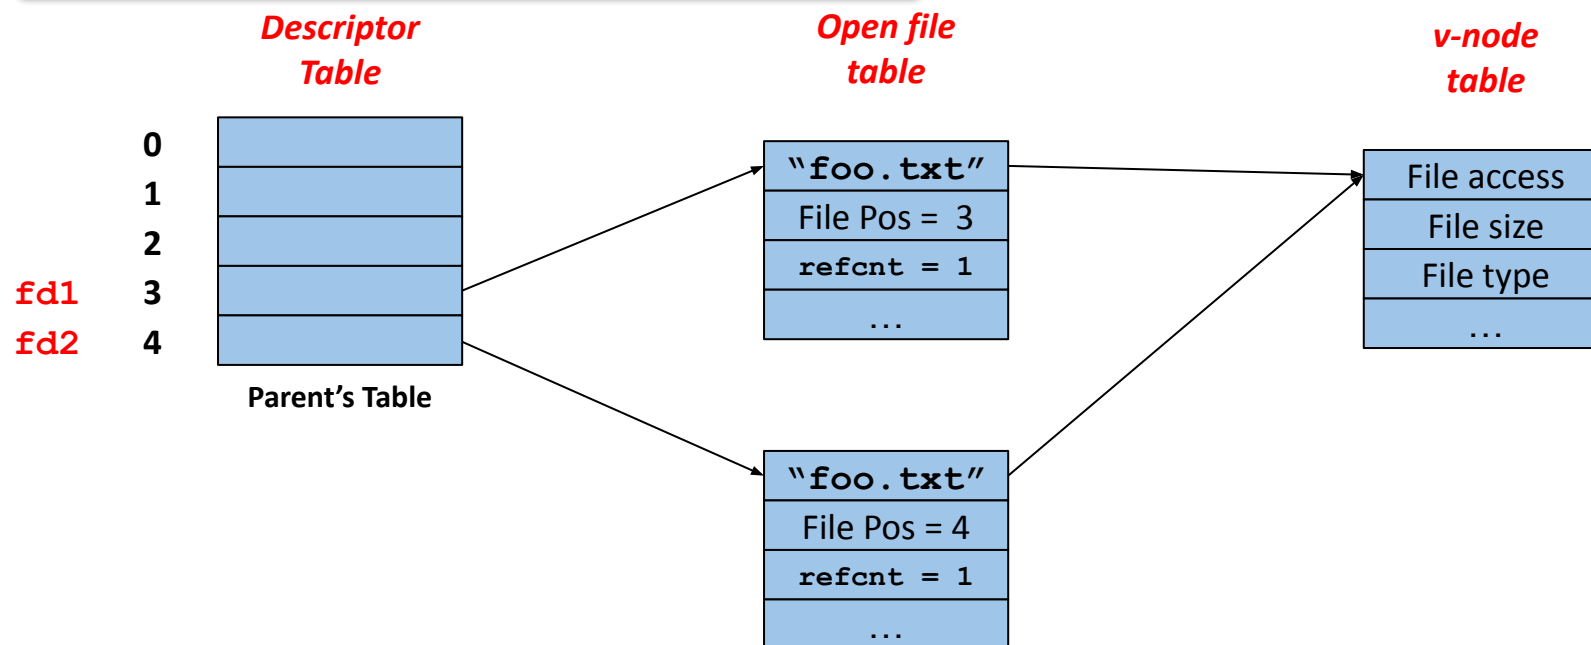 Descriptor
Table
Open file
table
v-node
table
0
1
2
fd1 3
fd2 4
Parent’s Table
“foo.txt”
File Pos = 3
refcnt = 1
...
“foo.txt”
File Pos = 4
refcnt = 1
...
File access
File size
File type
...